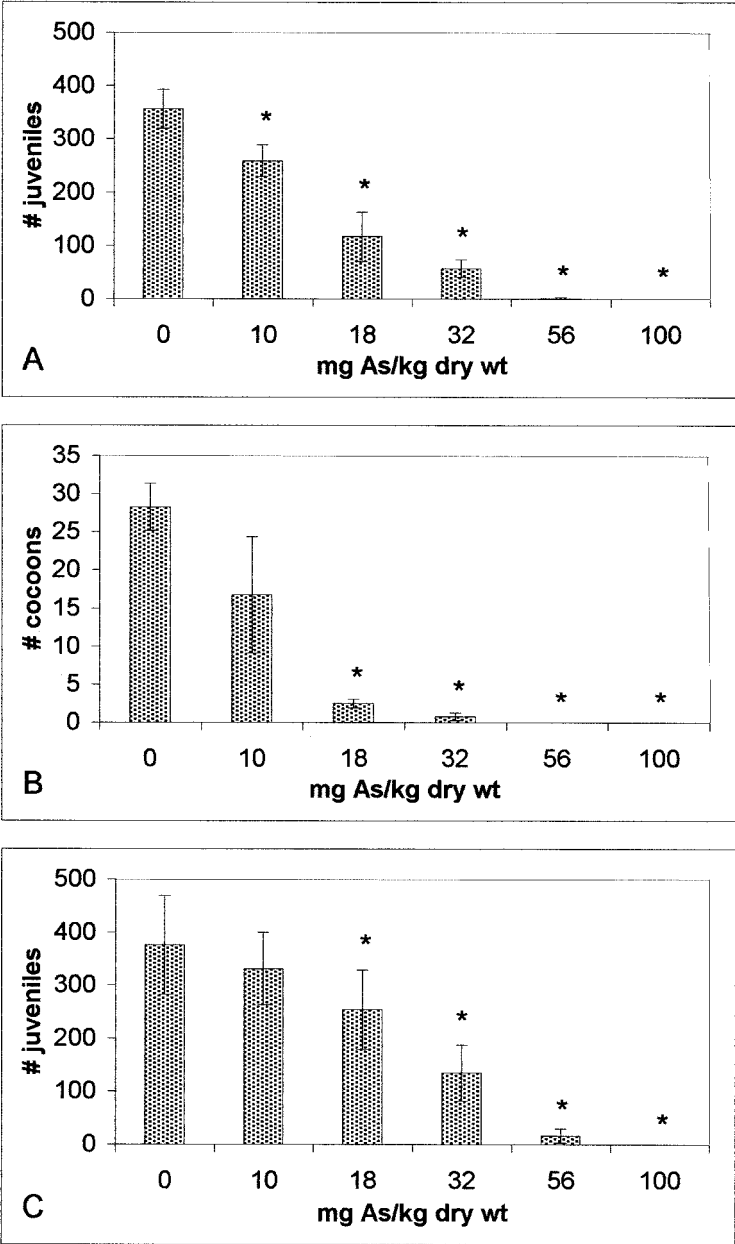 500
400
300
200
100
0
# juveniles
* * * * *
0 10 18 32 56 100
mg As/kg dry wt
A
35
30
25
20
15
10
5
0
# cocoons
* * * *
0 10 18 32 56 100
mg As/kg dry wt
B
500
400
300
200
100
0
# juveniles
* * * *
0 10 18 32 56 100
mg As/kg dry wt
C